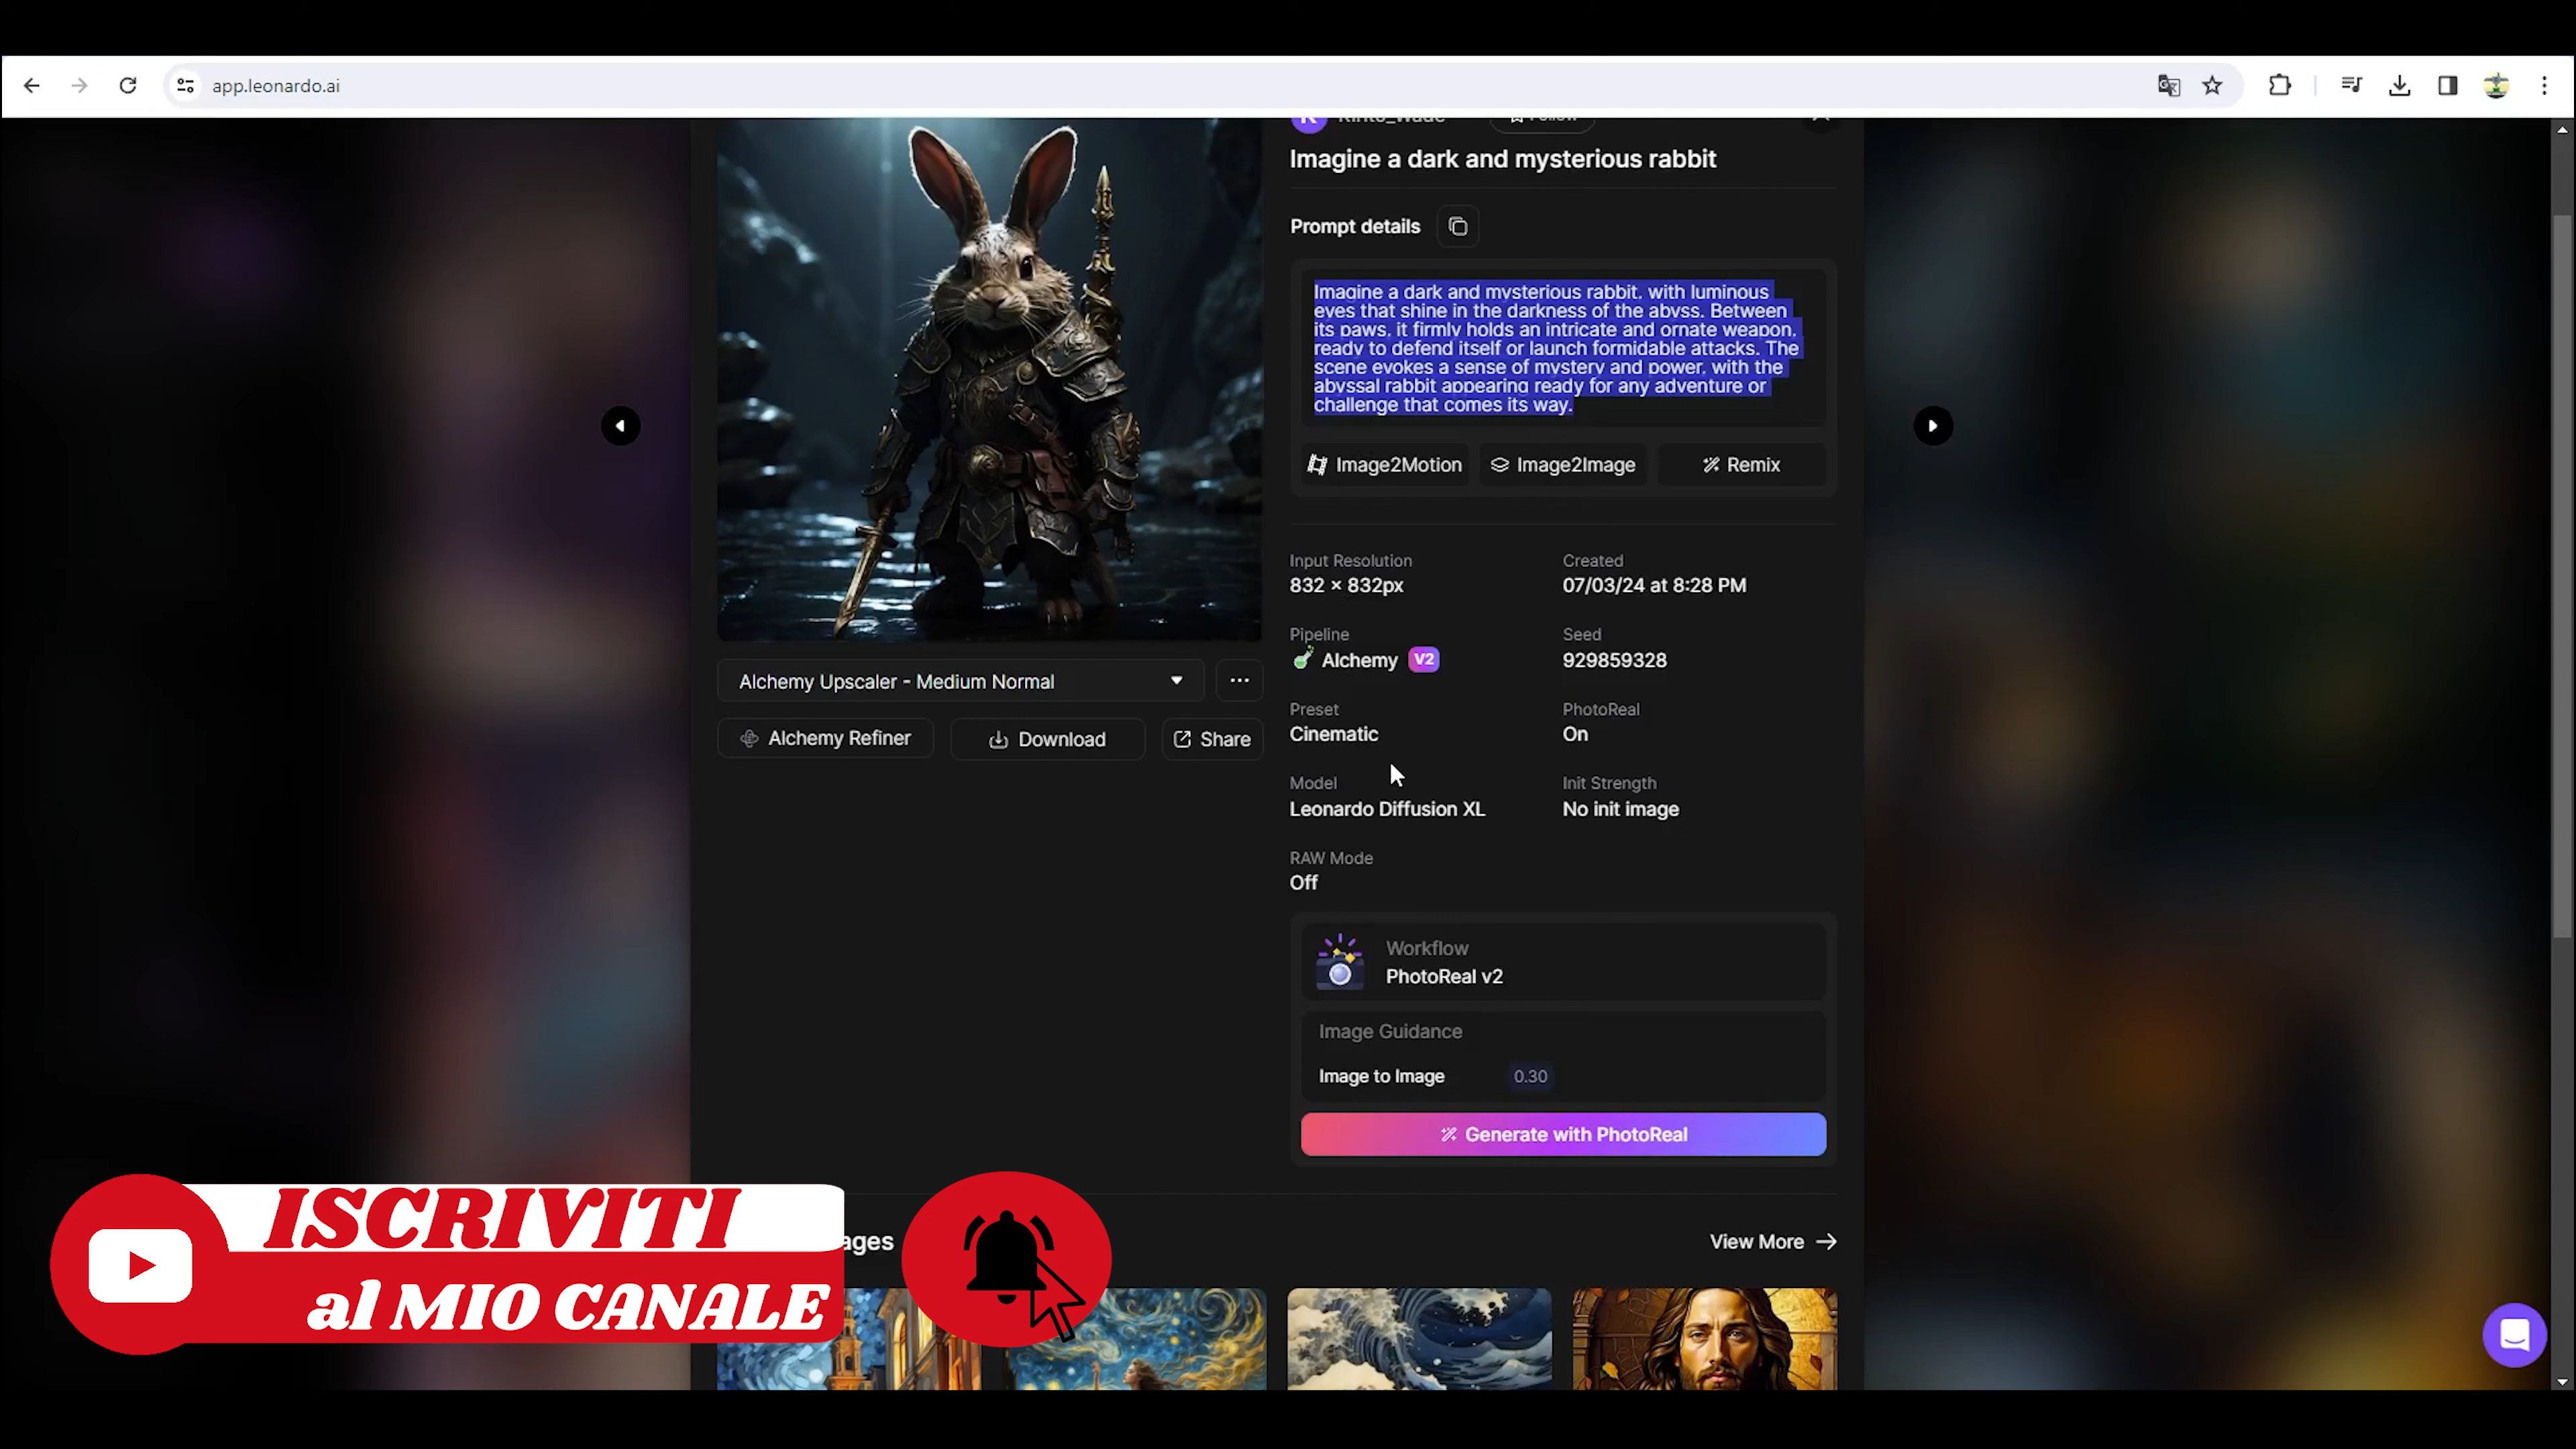 app.leonardo.ai
Kirito_Wade
Follow
Imagine a dark and mysterious rabbit
Prompt details
Imagine a dark and mysterious rabbit, with luminous
eyes that shine in the darkness of the abyss. Between
its paws, it firmly holds an intricate and ornate weapon,
ready to defend itself or launch formidable attacks. The
scene evokes a sense of mystery and power, with the
abyssal rabbit appearing ready for any adventure or
challenge that comes its way.
Image2Motion
Image2Image
Remix
Input Resolution
832 × 832px
Created
07/03/24 at 8:28 PM
Pipeline
Alchemy V2
Seed
929859328
Preset
Cinematic
PhotoReal
On
Model
Leonardo Diffusion XL
Init Strength
No init image
RAW Mode
Off
Workflow
PhotoReal v2
Image Guidance
Image to Image 0.30
Generate with PhotoReal
Alchemy Upscaler - Medium Normal
Alchemy Refiner
Download
Share
ages
View More
ISCRIVITI
al MIO CANALE